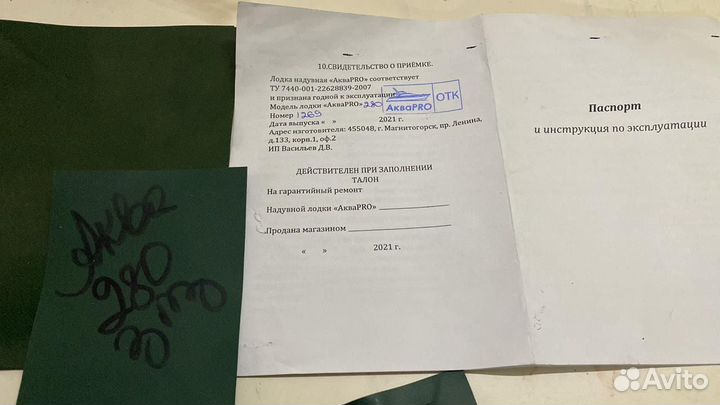 10.СВИДЕТЕЛЬСТВО О ПРИЁМКЕ.
Лодка надувная «АкваPRO» соответствует
ТУ 7440-001-22628839-2007
и признана годной к эксплуатации
Модель лодки «АкваPRO» 280
Номер 1265
Дата выпуска « » 2021 г.
Адрес изготовителя: 455048, г. Магнитогорск, пр. Ленина,
д.133, корп.1, оф.2
ИП Васильев Д.В.
АкваPRO ОТК
ДЕЙСТВИТЕЛЕН ПРИ ЗАПОЛНЕНИИ
ТАЛОН
На гарантийный ремонт
Надувной лодки «АкваPRO»
Продана магазином
« » 2021 г.
Паспорт
и инструкция по эксплуатации
Аква
280
Avito